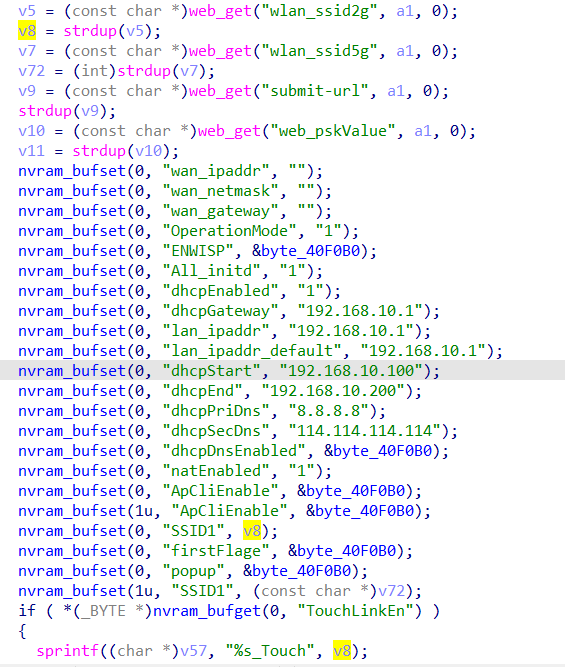 v5 = (const char *)web_get("wlan_ssid2g", a1, 0);
v8 = strdup(v5);
v7 = (const char *)web_get("wlan_ssid5g", a1, 0);
v72 = (int)strdup(v7);
v9 = (const char *)web_get("submit-url", a1, 0);
strdup(v9);
v10 = (const char *)web_get("web_pskValue", a1, 0);
v11 = strdup(v10);
nvram_bufset(0, "wan_ipaddr", "");
nvram_bufset(0, "wan_netmask", "");
nvram_bufset(0, "wan_gateway", "");
nvram_bufset(0, "OperationMode", "1");
nvram_bufset(0, "ENWISP", &byte_40F0B0);
nvram_bufset(0, "All_initd", "1");
nvram_bufset(0, "dhcpEnabled", "1");
nvram_bufset(0, "dhcpGateway", "192.168.10.1");
nvram_bufset(0, "lan_ipaddr", "192.168.10.1");
nvram_bufset(0, "lan_ipaddr_default", "192.168.10.1");
nvram_bufset(0, "dhcpStart", "192.168.10.100");
nvram_bufset(0, "dhcpEnd", "192.168.10.200");
nvram_bufset(0, "dhcpPriDns", "8.8.8.8");
nvram_bufset(0, "dhcpSecDns", "114.114.114.114");
nvram_bufset(0, "dhcpDnsEnabled", &byte_40F0B0);
nvram_bufset(0, "natEnabled", "1");
nvram_bufset(0, "ApCliEnable", &byte_40F0B0);
nvram_bufset(1u, "ApCliEnable", &byte_40F0B0);
nvram_bufset(0, "SSID1", v8);
nvram_bufset(0, "firstFlage", &byte_40F0B0);
nvram_bufset(0, "popup", &byte_40F0B0);
nvram_bufset(1u, "SSID1", (const char *)v72);
if ( *(_BYTE *)nvram_bufget(0, "TouchLinkEn") )
{
sprintf((char *)v57, "%s_Touch", v8);